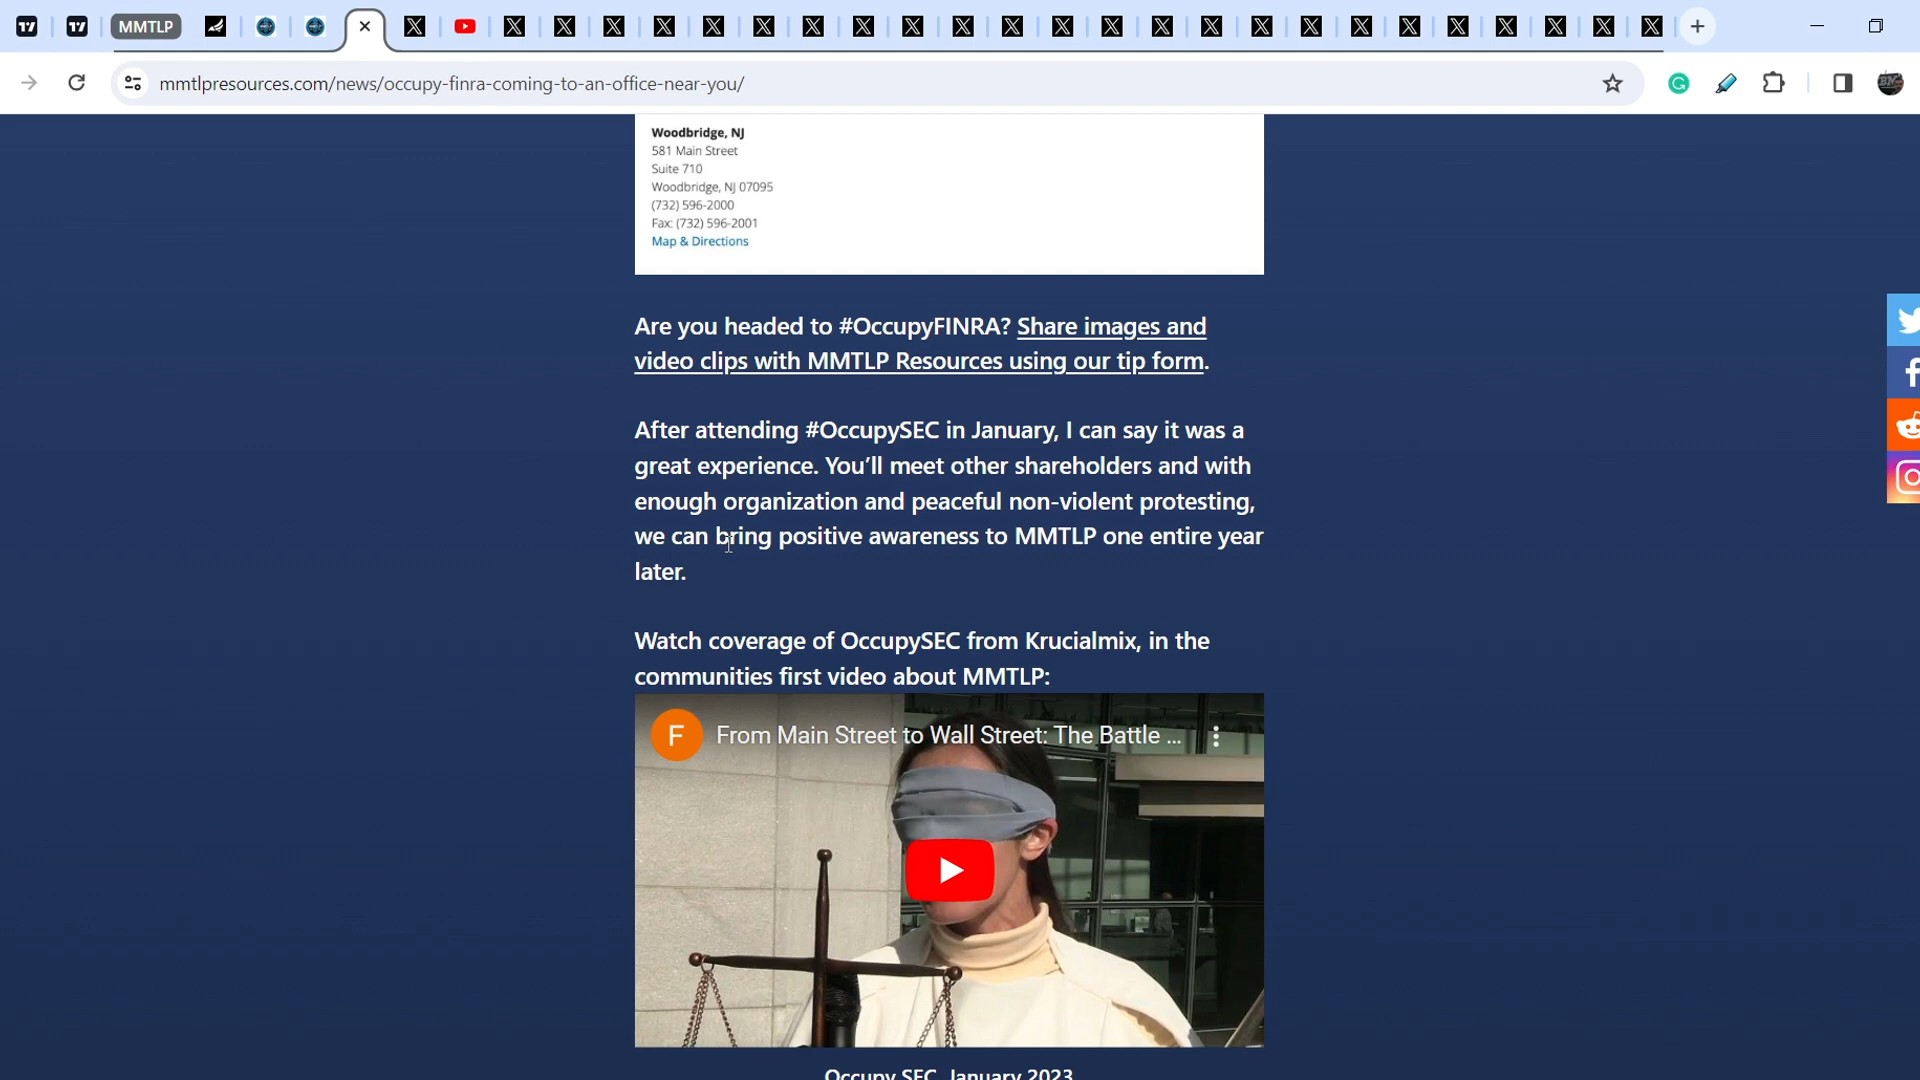 MMTLP
mmtlpresources.com/news/occupy-finra-coming-to-an-office-near-you/
Woodbridge, NJ
581 Main Street
Suite 710
Woodbridge, NJ 07095
(732) 596-2000
Fax: (732) 596-2001
Map & Directions
Are you headed to #OccupyFINRA? Share images and
video clips with MMTLP Resources using our tip form.
After attending #OccupySEC in January, I can say it was a
great experience. You’ll meet other shareholders and with
enough organization and peaceful non-violent protesting,
we can bring positive awareness to MMTLP one entire year
later.
Watch coverage of OccupySEC from Krucialmix, in the
communities first video about MMTLP:
F
From Main Street to Wall Street: The Battle ...
Occupy SEC, January 2023